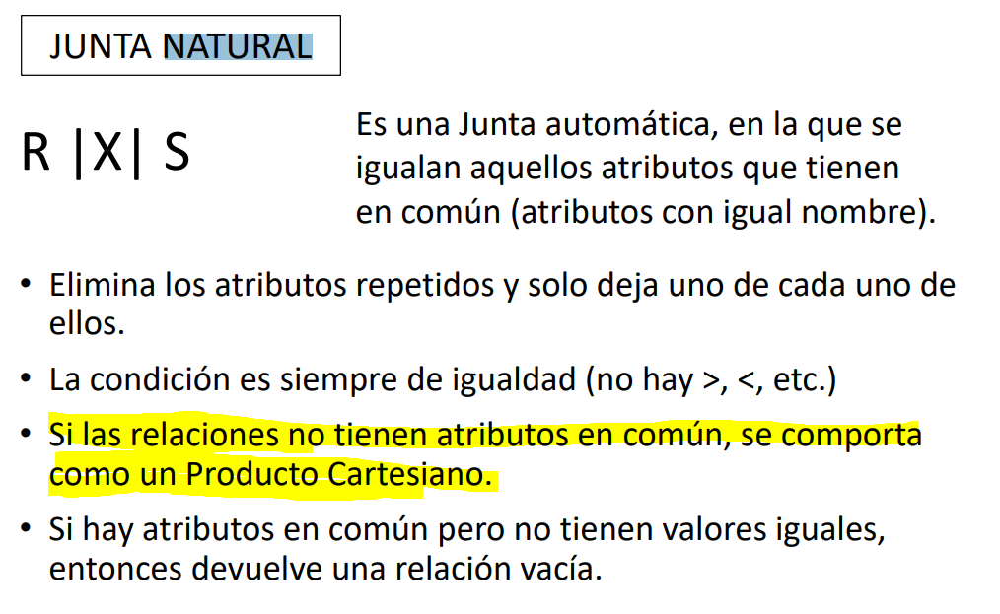 JUNTA NATURAL
R |X| S
Es una Junta automática, en la que se
igualan aquellos atributos que tienen
en común (atributos con igual nombre).
• Elimina los atributos repetidos y solo deja uno de cada uno de
ellos.
• La condición es siempre de igualdad (no hay >, <, etc.)
• Si las relaciones no tienen atributos en común, se comporta
como un Producto Cartesiano.
• Si hay atributos en común pero no tienen valores iguales,
entonces devuelve una relación vacía.